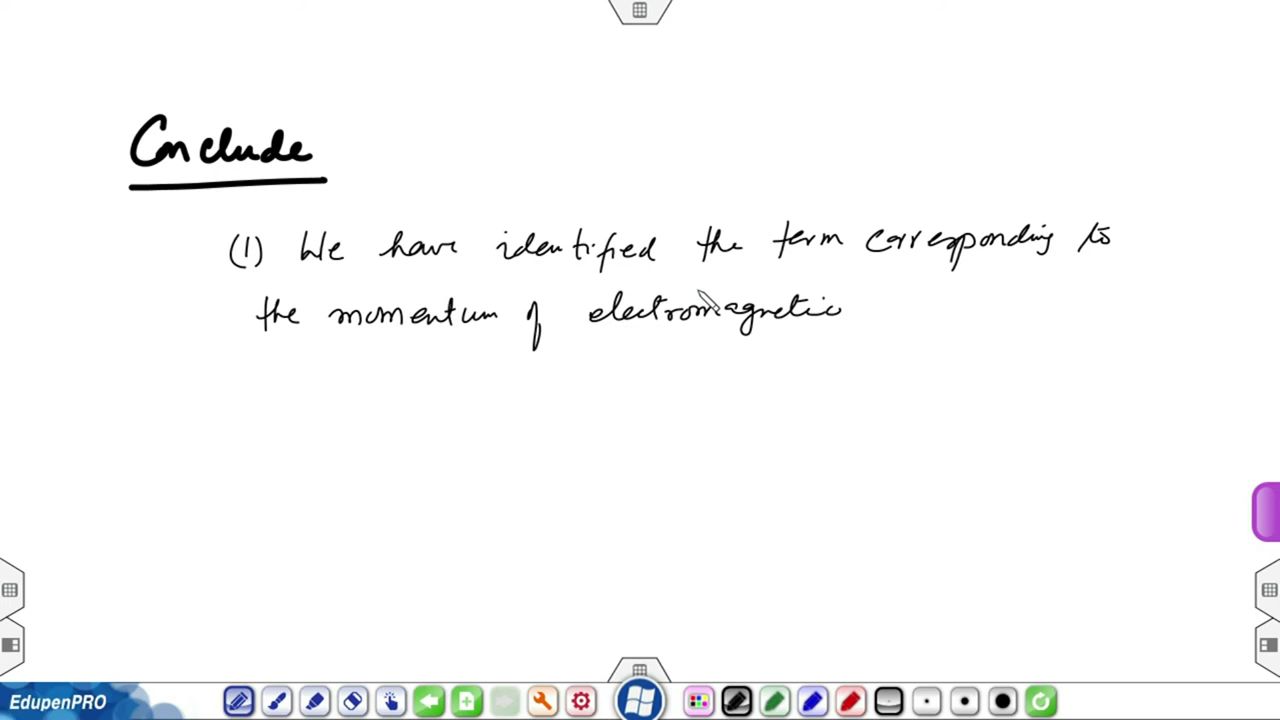 Conclude
(1) We have identified the term corresponding to
the momentum of electromagnetic
EdupenPRO